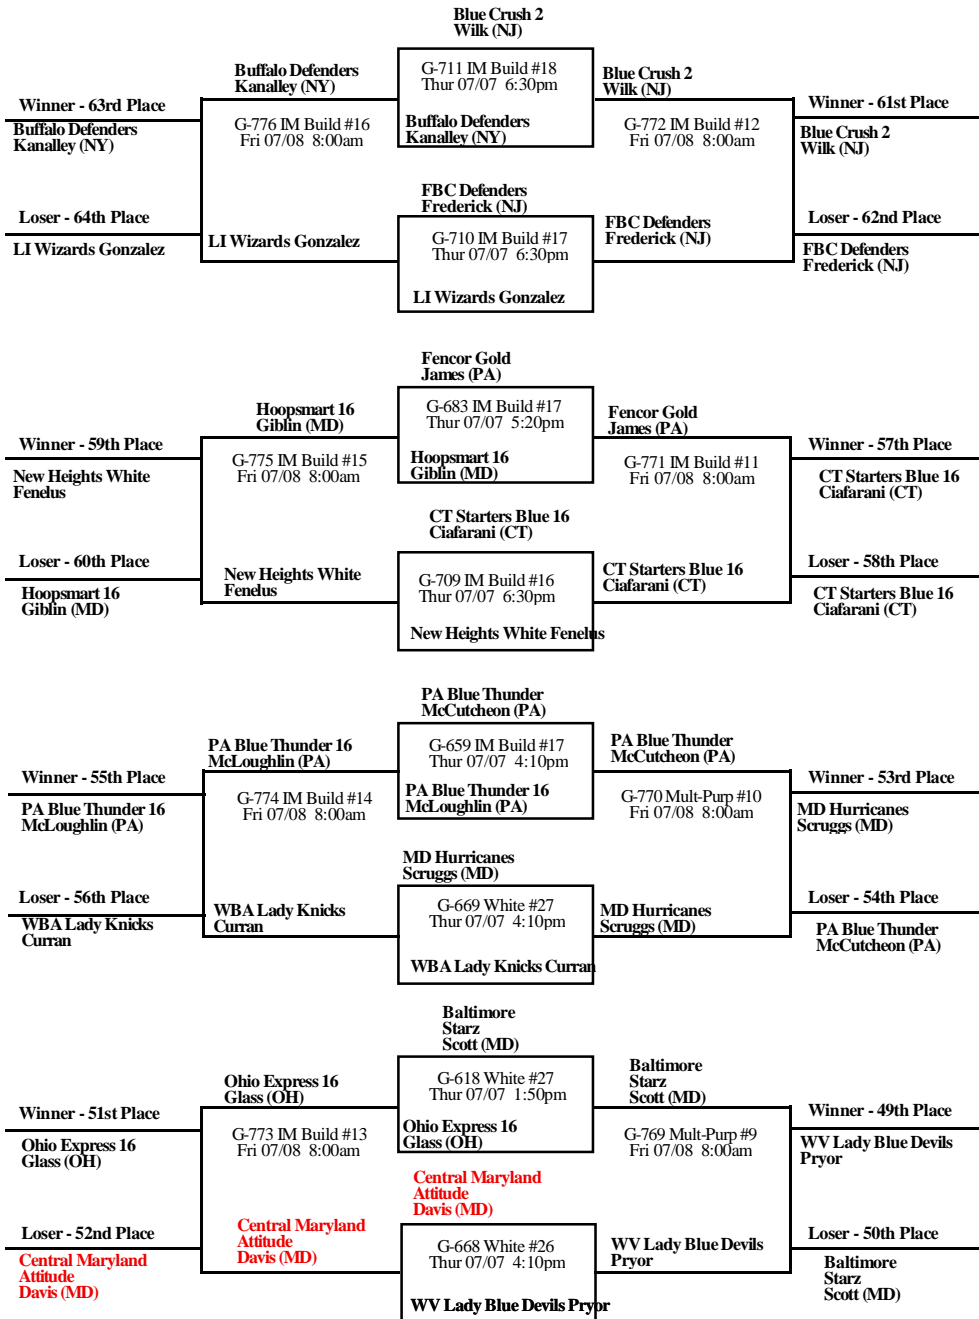 Blue Crush 2
Wilk (NJ)
Buffalo Defenders
Kanalley (NY)
G-711 IM Build #18
Thur 07/07  6:30pm
Blue Crush 2
Wilk (NJ)
Winner - 63rd Place
Winner - 61st Place
Buffalo Defenders
Kanalley (NY)
G-776 IM Build #16
Fri 07/08  8:00am
Buffalo Defenders
Kanalley (NY)
G-772 IM Build #12
Fri 07/08  8:00am
Blue Crush 2
Wilk (NJ)
FBC Defenders
Frederick (NJ)
Loser - 64th Place
Loser - 62nd Place
LI Wizards Gonzalez
LI Wizards Gonzalez
G-710 IM Build #17
Thur 07/07  6:30pm
FBC Defenders
Frederick (NJ)
FBC Defenders
Frederick (NJ)
LI Wizards Gonzalez
Fencor Gold
James (PA)
Hoopsmart 16
Giblin (MD)
G-683 IM Build #17
Thur 07/07  5:20pm
Fencor Gold
James (PA)
Winner - 59th Place
Winner - 57th Place
New Heights White
Fenelus
G-775 IM Build #15
Fri 07/08  8:00am
Hoopsmart 16
Giblin (MD)
G-771 IM Build #11
Fri 07/08  8:00am
CT Starters Blue 16
Ciafarani (CT)
CT Starters Blue 16
Ciafarani (CT)
Loser - 60th Place
Loser - 58th Place
Hoopsmart 16
Giblin (MD)
New Heights White
Fenelus
G-709 IM Build #16
Thur 07/07  6:30pm
CT Starters Blue 16
Ciafarani (CT)
CT Starters Blue 16
Ciafarani (CT)
New Heights White Fenelus
PA Blue Thunder
McCutcheon (PA)
PA Blue Thunder 16
McLoughlin (PA)
G-659 IM Build #17
Thur 07/07  4:10pm
PA Blue Thunder
McCutcheon (PA)
Winner - 55th Place
Winner - 53rd Place
PA Blue Thunder 16
McLoughlin (PA)
G-774 IM Build #14
Fri 07/08  8:00am
PA Blue Thunder 16
McLoughlin (PA)
G-770 Mult-Purp #10
Fri 07/08  8:00am
MD Hurricanes
Scruggs (MD)
MD Hurricanes
Scruggs (MD)
Loser - 56th Place
Loser - 54th Place
WBA Lady Knicks
Curran
WBA Lady Knicks
Curran
G-669 White #27
Thur 07/07  4:10pm
MD Hurricanes
Scruggs (MD)
PA Blue Thunder
McCutcheon (PA)
WBA Lady Knicks Curran
Baltimore
Starz
Scott (MD)
Ohio Express 16
Glass (OH)
G-618 White #27
Thur 07/07  1:50pm
Baltimore
Starz
Scott (MD)
Winner - 51st Place
Winner - 49th Place
Ohio Express 16
Glass (OH)
G-773 IM Build #13
Fri 07/08  8:00am
Ohio Express 16
Glass (OH)
G-769 Mult-Purp #9
Fri 07/08  8:00am
WV Lady Blue Devils
Pryor
Central Maryland
Attitude
Davis (MD)
Loser - 52nd Place
Loser - 50th Place
Central Maryland
Attitude
Davis (MD)
Central Maryland
Attitude
Davis (MD)
G-668 White #26
Thur 07/07  4:10pm
WV Lady Blue Devils
Pryor
Baltimore
Starz
Scott (MD)
WV Lady Blue Devils Pryor